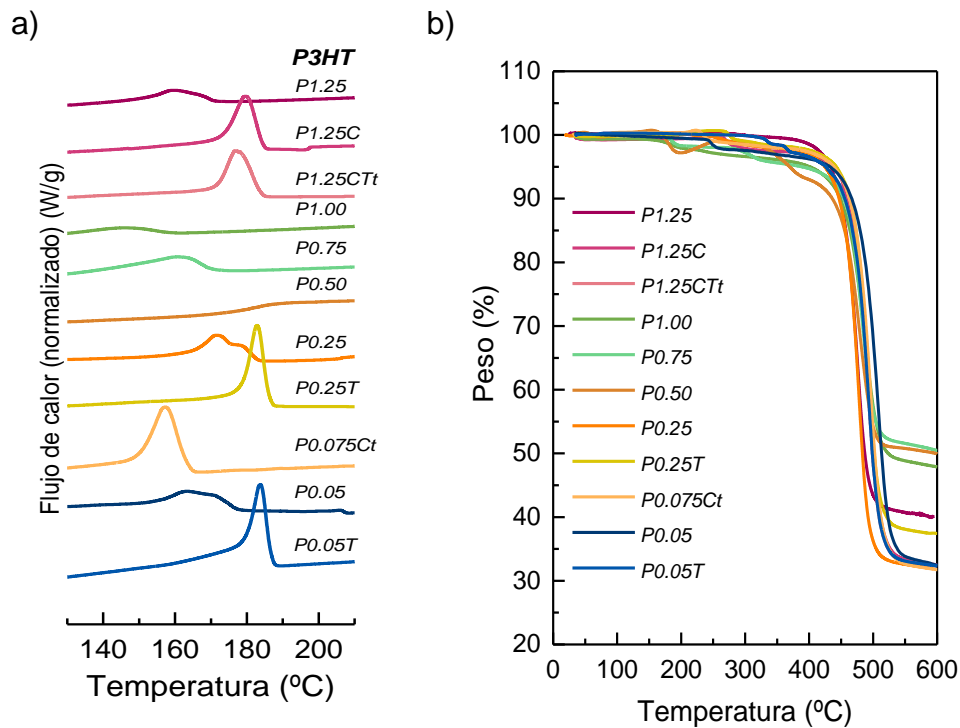 a)
P3HT
P1.25
P1.25C
P1.25CTt
P1.00
P0.75
P0.50
P0.25
P0.25T
P0.075Ct
P0.05
P0.05T
Flujo de calor (normalizado) (W/g)
140 160 180 200
Temperatura (ºC)
b)
110
100
90
80
70
60
50
40
30
20
Peso (%)
P1.25
P1.25C
P1.25CTt
P1.00
P0.75
P0.50
P0.25
P0.25T
P0.075Ct
P0.05
P0.05T
0 100 200 300 400 500 600
Temperatura (ºC)